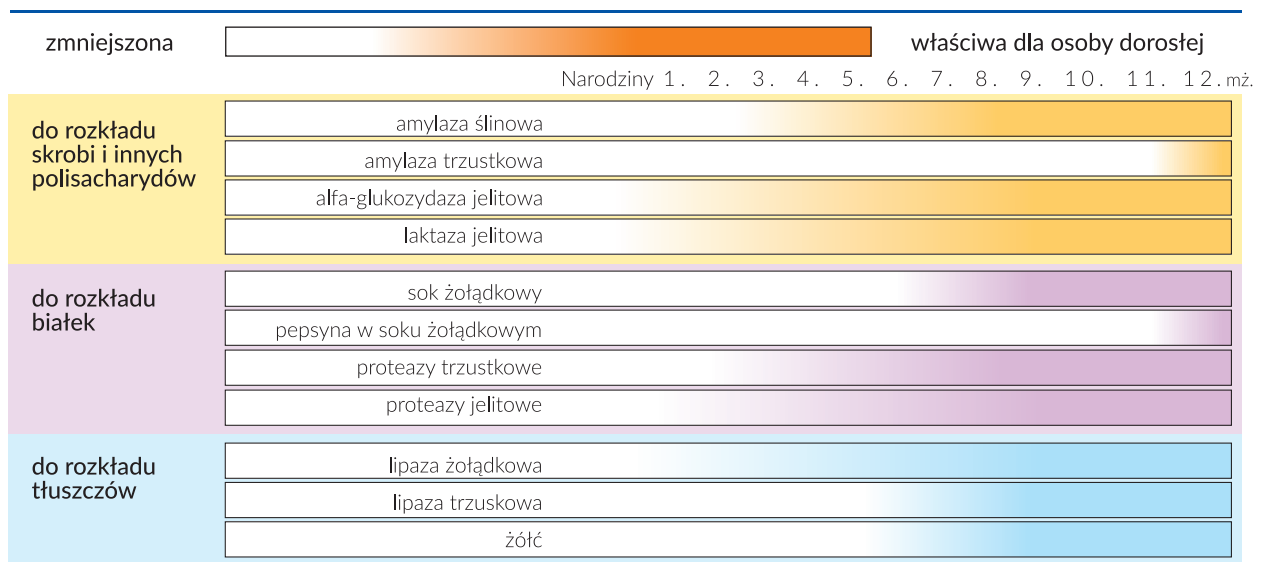 zmniejszona
właściwa dla osoby dorosłej
Narodziny 1. 2. 3. 4. 5. 6. 7. 8. 9. 10. 11. 12. mż.
do rozkładu
skrobi i innych
polisacharydów
amylaza ślinowa
amylaza trzustkowa
alfa-glukozydaza jelitowa
laktaza jelitowa
do rozkładu
białek
sok żołądkowy
pepsyna w soku żołądkowym
proteazy trzustkowe
proteazy jelitowe
do rozkładu
tłuszczów
lipaza żołądkowa
lipaza trzuskowa
żółć